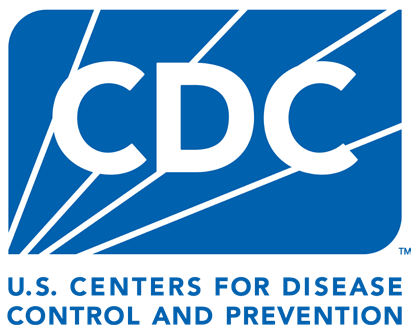 CDC
™
U.S. CENTERS FOR DISEASE
CONTROL AND PREVENTION